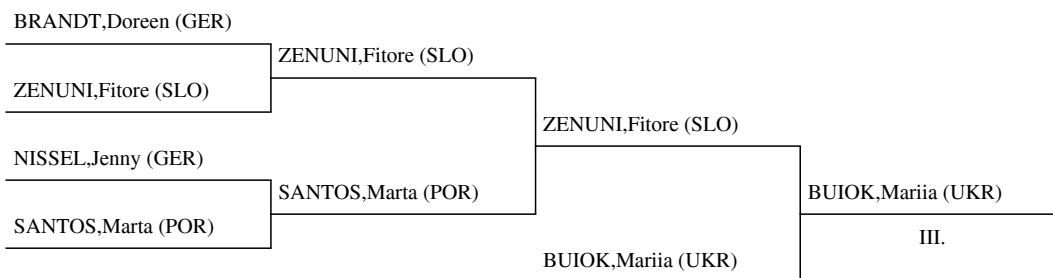 BRANDT,Doreen (GER)
ZENUNI,Fitore (SLO)
ZENUNI,Fitore (SLO)
ZENUNI,Fitore (SLO)
NISSEL,Jenny (GER)
SANTOS,Marta (POR)
BUIOK,Mariia (UKR)
SANTOS,Marta (POR)
III.
BUIOK,Mariia (UKR)